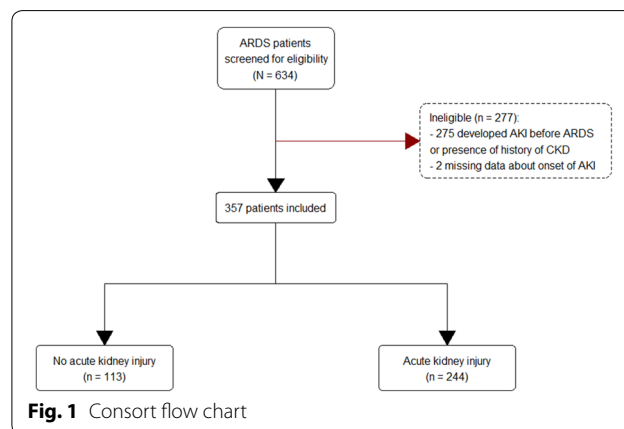 ARDS patients
screened for eligibility
(N = 634)
Ineligible (n = 277):
- 275 developed AKI before ARDS
or presence of history of CKD
- 2 missing data about onset of AKI
357 patients included
No acute kidney injury
(n = 113)
Acute kidney injury
(n = 244)
Fig. 1 Consort flow chart